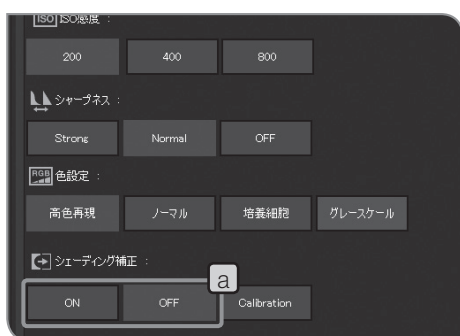 ISO ISO感度 :
200 400 800
シャープネス :
Strong Normal OFF
RGB 色設定 :
高色再現 ノーマル 培養細胞 グレースケール
シェーディング補正 :
a
ON OFF Calibration